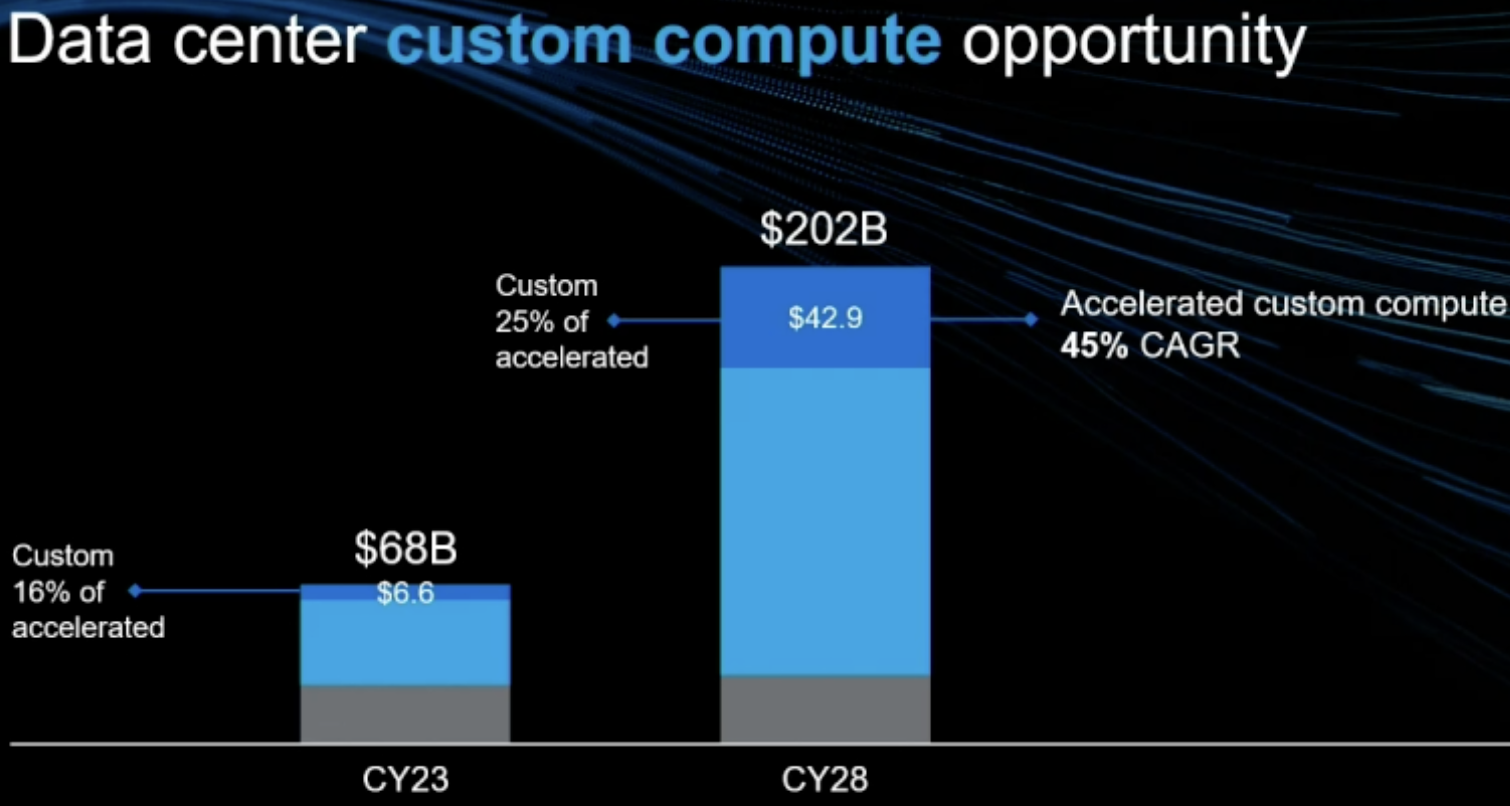 Data center custom compute opportunity
$202B
Custom
25% of
accelerated
$42.9
Accelerated custom compute
45% CAGR
$68B
Custom
16% of
accelerated
$6.6
CY23
CY28